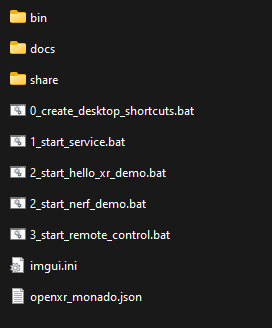 bin
docs
share
0_create_desktop_shortcuts.bat
1_start_service.bat
2_start_hello_xr_demo.bat
2_start_nerf_demo.bat
3_start_remote_control.bat
imgui.ini
openxr_monado.json